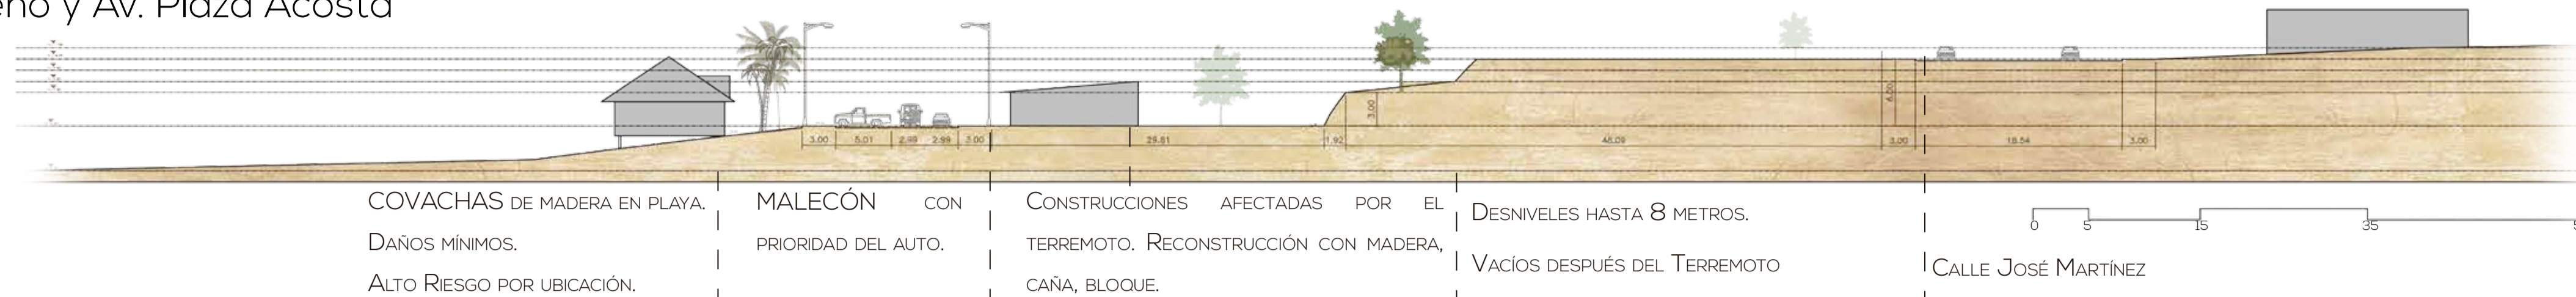 y Av. Plaza Acosta
3.00
6.00
3.00 5.01 2.99 2.99 3.00 29.81 1.92 46.09 3.00 18.54 3.00
COVACHAS DE MADERA EN PLAYA.
DAÑOS MÍNIMOS.
ALTO RIESGO POR UBICACIÓN.
MALECÓN CON
PRIORIDAD DEL AUTO.
CONSTRUCCIONES AFECTADAS POR EL
TERREMOTO. RECONSTRUCCIÓN CON MADERA,
CAÑA, BLOQUE.
DESNIVELES HASTA 8 METROS.
VACÍOS DESPUÉS DEL TERREMOTO
CALLE JOSÉ MARTÍNEZ
0 5 15 35